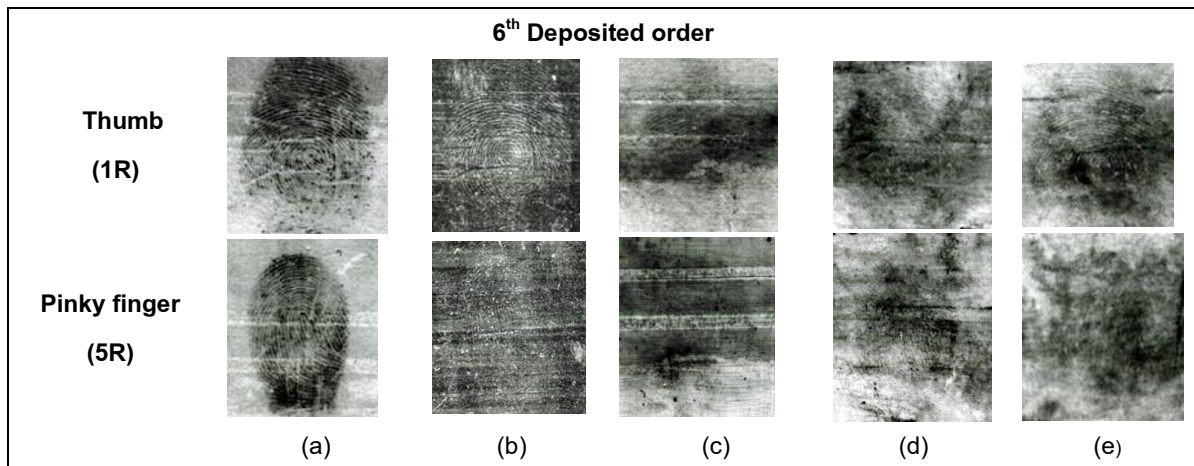 6th Deposited order
Thumb
(1R)
Pinky finger
(5R)
(a) (b) (c) (d) (e)